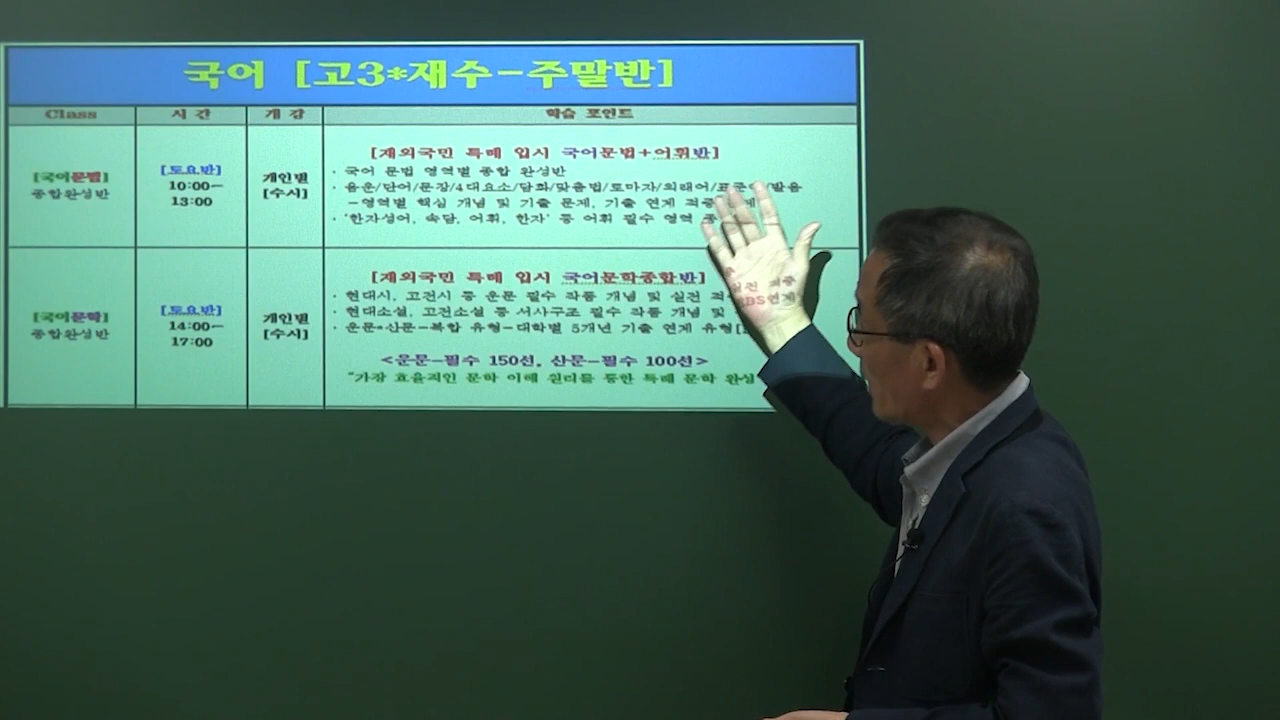 국어 [고3*재수-주말반]
Class 시 간 개 강 학습 포인트
[국어문법]
종합완성반
[토요반]
10:00-
13:00
개인별
[수시]
[재외국민 특례 입시 국어문법+어휘반]
· 국어 문법 영역별 종합 완성반
· 음운/단어/문장/4대요소/담화/맞춤법/로마자/외래어/표준어/발음
-영역별 핵심 개념 및 기출 문제, 기출 연계 적중
· '한자성어, 속담, 어휘, 한자' 등 어휘 필수 영역
[국어문학]
종합완성반
[토요반]
14:00-
17:00
개인별
[수시]
[재외국민 특례 입시 국어문학종합반]
· 현대시, 고전시 등 운문 필수 작품 개념 및 실전 적중
· 현대소설, 고전소설 등 서사구조 필수 작품 개념 및 실전 적중
· 운문*산문-복합 유형-대학별 5개년 기출 연계 유형[EBS연계]
<운문-필수 150선, 산문-필수 100선>
"가장 효율적인 문학 이해 원리를 통한 특례 문학 완성